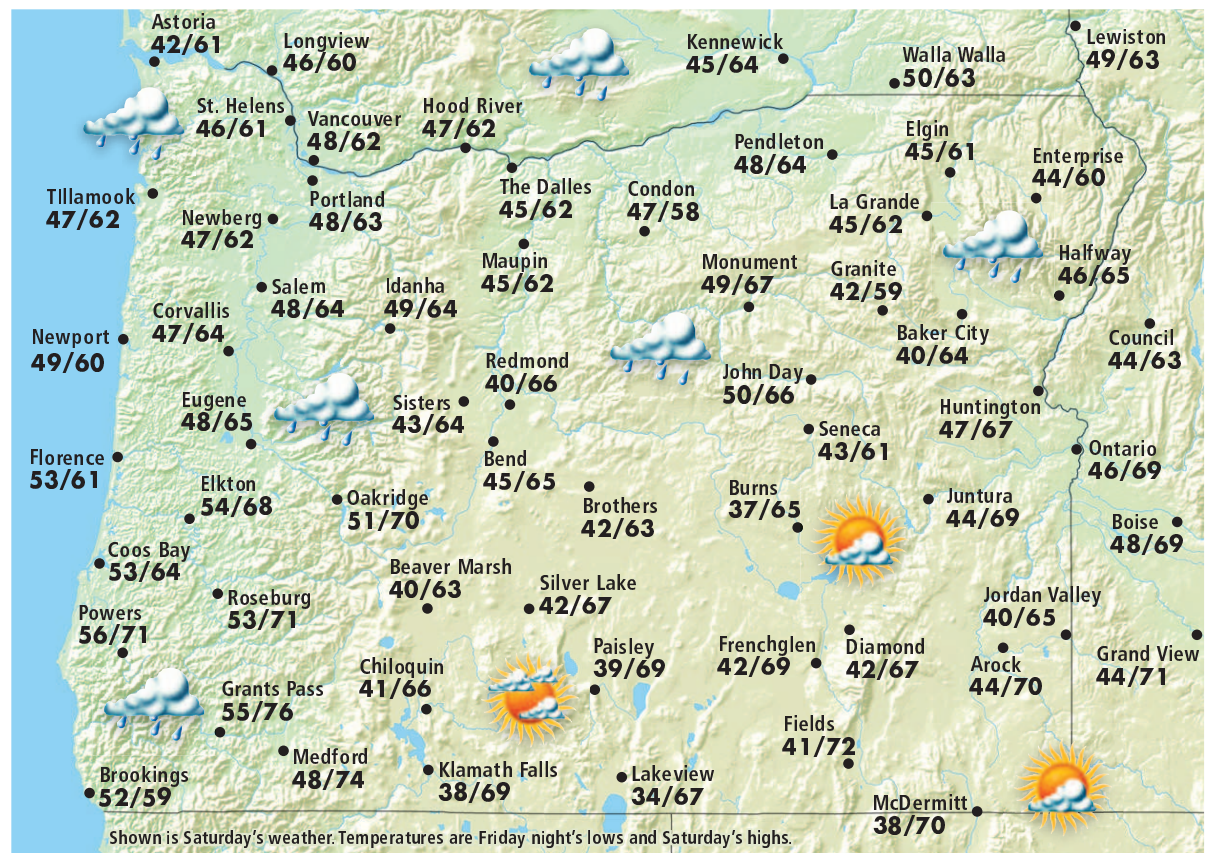 Astoria
42/61
Longview
46/60
Kennewick
45/64
Walla Walla
50/63
Lewiston
49/63
St. Helens
46/61
Vancouver
48/62
Hood River
47/62
Pendleton
48/64
Elgin
45/61
Enterprise
44/60
TIllamook
47/62
Newberg
47/62
Portland
48/63
The Dalles
45/62
Condon
47/58
La Grande
45/62
Maupin
45/62
Monument
49/67
Granite
42/59
Halfway
46/65
Salem
48/64
Idanha
49/64
Corvallis
47/64
Newport
49/60
Baker City
40/64
Council
44/63
Redmond
40/66
John Day
50/66
Eugene
48/65
Sisters
43/64
Huntington
47/67
Seneca
43/61
Florence
53/61
Bend
45/65
Ontario
46/69
Elkton
54/68
Oakridge
51/70
Brothers
42/63
Burns
37/65
Juntura
44/69
Boise
48/69
Coos Bay
53/64
Beaver Marsh
40/63
Silver Lake
42/67
Roseburg
53/71
Powers
56/71
Jordan Valley
40/65
Paisley
39/69
Frenchglen
42/69
Diamond
42/67
Arock
44/70
Grand View
44/71
Chiloquin
41/66
Grants Pass
55/76
Fields
41/72
Medford
48/74
Klamath Falls
38/69
Lakeview
34/67
Brookings
52/59
McDermitt
38/70
Shown is Saturday's weather. Temperatures are Friday night's lows and Saturday's highs.